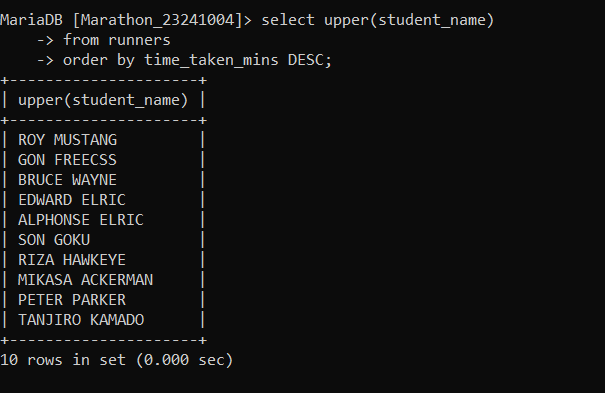 MariaDB [Marathon_23241004]> select upper(student_name)
    -> from runners
    -> order by time_taken_mins DESC;
+---------------------+
| upper(student_name) |
+---------------------+
| ROY MUSTANG         |
| GON FREECSS         |
| BRUCE WAYNE         |
| EDWARD ELRIC        |
| ALPHONSE ELRIC      |
| SON GOKU            |
| RIZA HAWKEYE        |
| MIKASA ACKERMAN     |
| PETER PARKER        |
| TANJIRO KAMADO      |
+---------------------+
10 rows in set (0.000 sec)